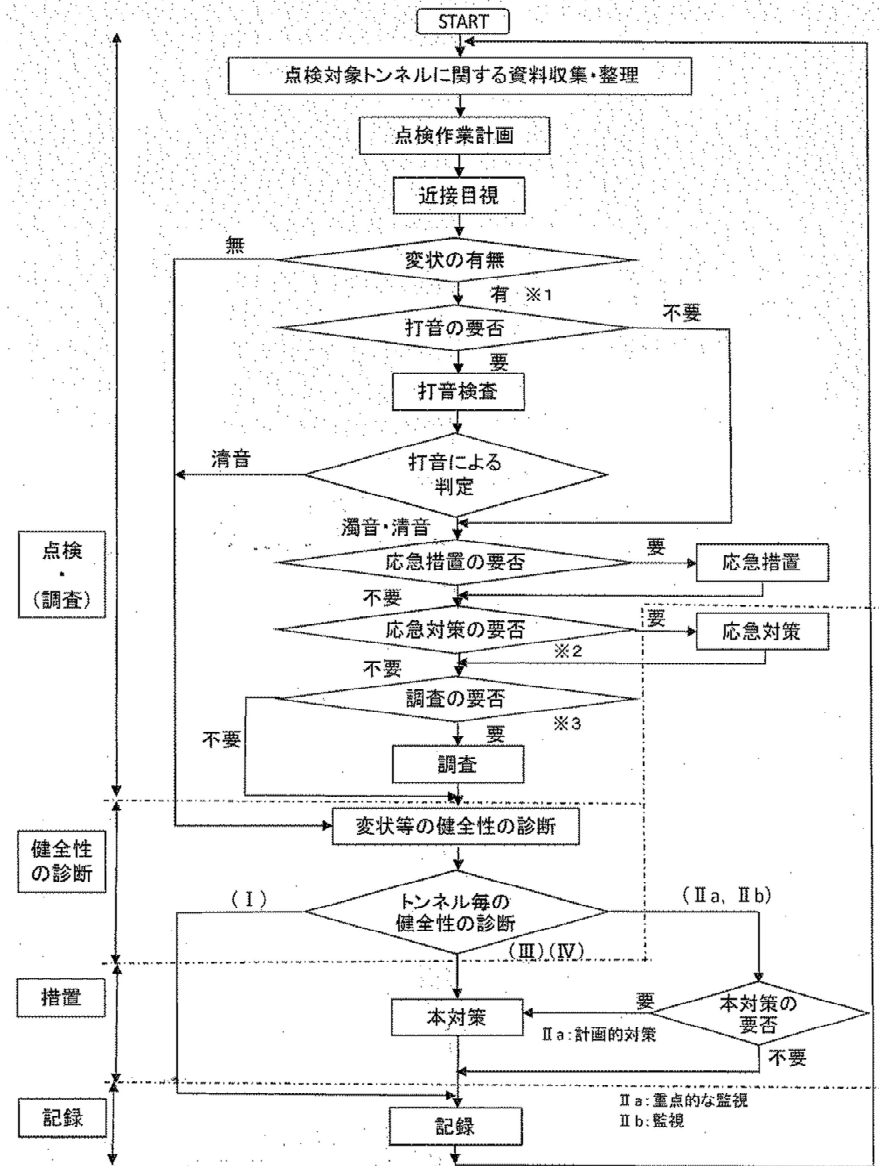 START
点検対象トンネルに関する資料収集・整理
点検作業計画
近接目視
無
変状の有無
有 ※1
打音の要否
不要
要
打音検査
清音
打音による
判定
濁音・清音
点検
・
(調査)
応急措置の要否
要
応急措置
不要
応急対策の要否
要
応急対策
※2
不要
調査の要否
※3
不要
要
調査
変状等の健全性の診断
健全性
の診断
(Ⅰ)
トンネル毎の
健全性の診断
(Ⅱa、Ⅱb)
(Ⅲ)(Ⅳ)
措置
本対策
要
本対策の
要否
Ⅱa:計画的対策
不要
Ⅱa:重点的な監視
Ⅱb:監視
記録
記録